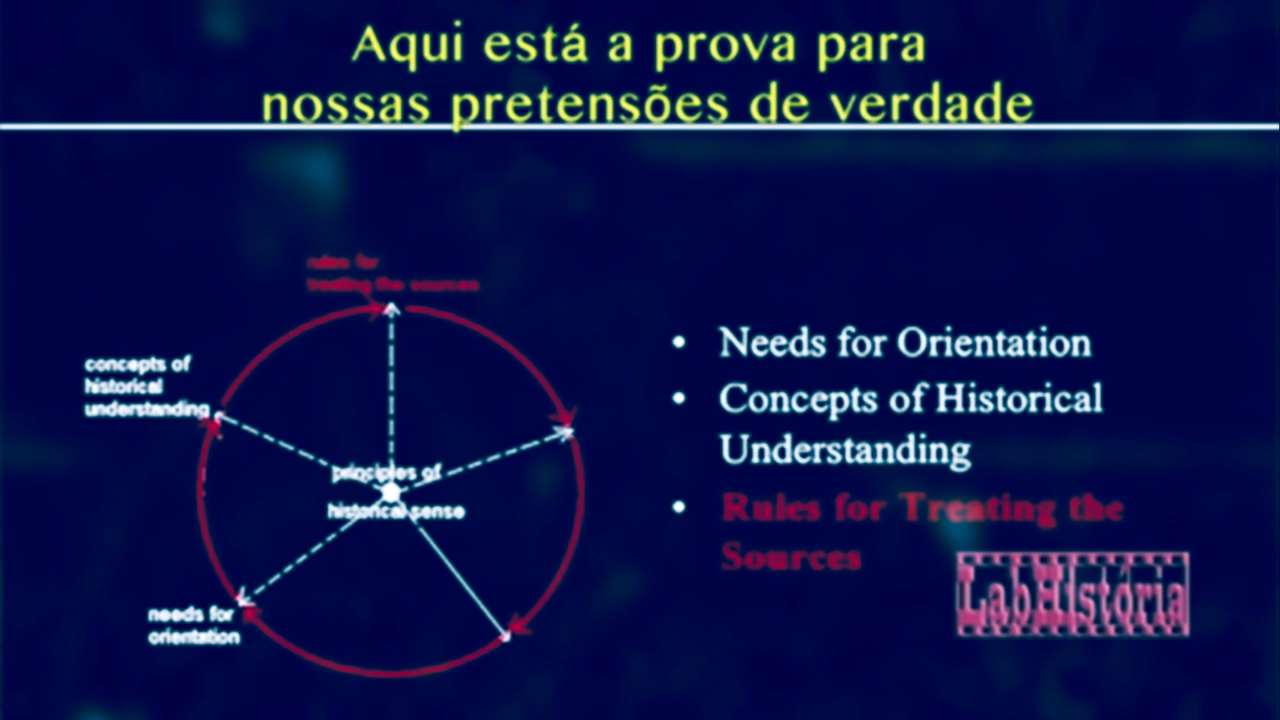 Aqui está a prova para
nossas pretensões de verdade
rules for
treating the sources
concepts of
historical
understanding
principles of
historical sense
needs for
orientation
• Needs for Orientation
• Concepts of Historical
Understanding
• Rules for Treating the
Sources
LabHistória